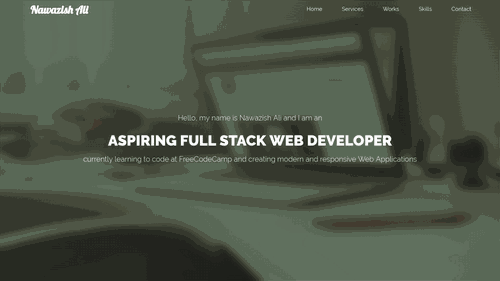 Nawazish Ali
Home Services Works Skills Contact
Hello, my name is Nawazish Ali and I am an
ASPIRING FULL STACK WEB DEVELOPER
currently learning to code at FreeCodeCamp and creating modern and responsive Web Applications